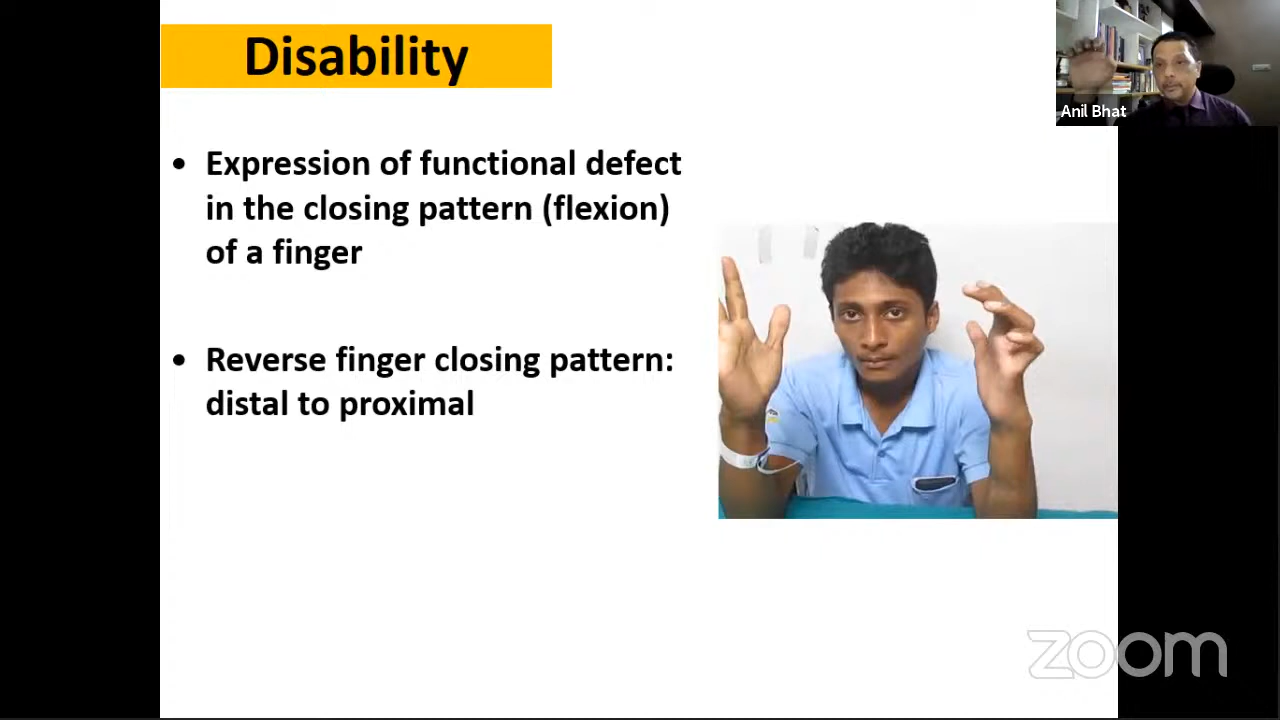 Disability
Anil Bhat
• Expression of functional defect
in the closing pattern (flexion)
of a finger
• Reverse finger closing pattern:
distal to proximal
zoom